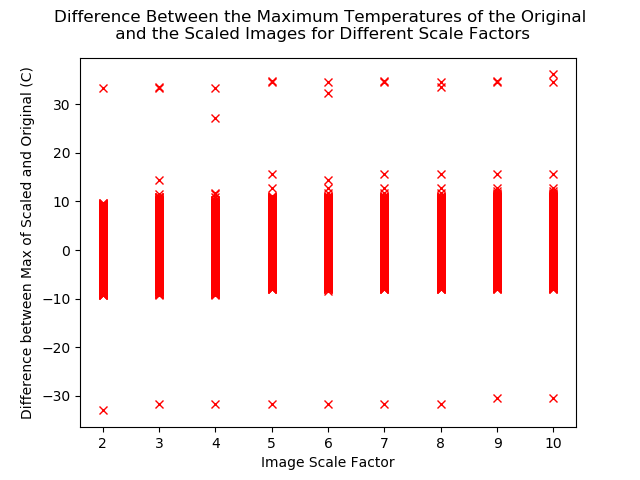 Difference Between the Maximum Temperatures of the Original
and the Scaled Images for Different Scale Factors
Difference between Max of Scaled and Original (C)
30
20
10
0
−10
−20
−30
2 3 4 5 6 7 8 9 10
Image Scale Factor